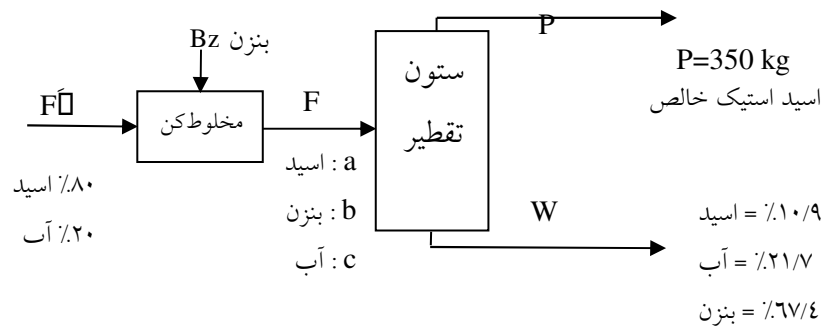 بنزن Bz
F́
مخلوط‌کن
F
ستون
تقطیر
P
P=350 kg
اسید استیک خالص
٪۸۰ اسید
٪۲۰ آب
a : اسید
b : بنزن
c : آب
W
٪۱۰/۹ = اسید
٪۲۱/۷ = آب
٪۶۷/٤ = بنزن